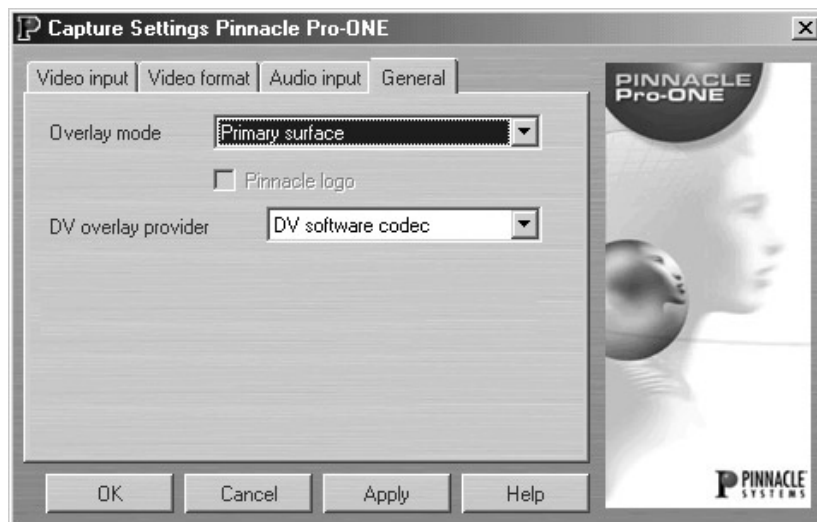 Capture Settings Pinnacle Pro-ONE
Video input Video format Audio input General
Overlay mode Primary surface
Pinnacle logo
DV overlay provider DV software codec
OK Cancel Apply Help
PINNACLE
Pro-ONE
PINNACLE
SYSTEMS